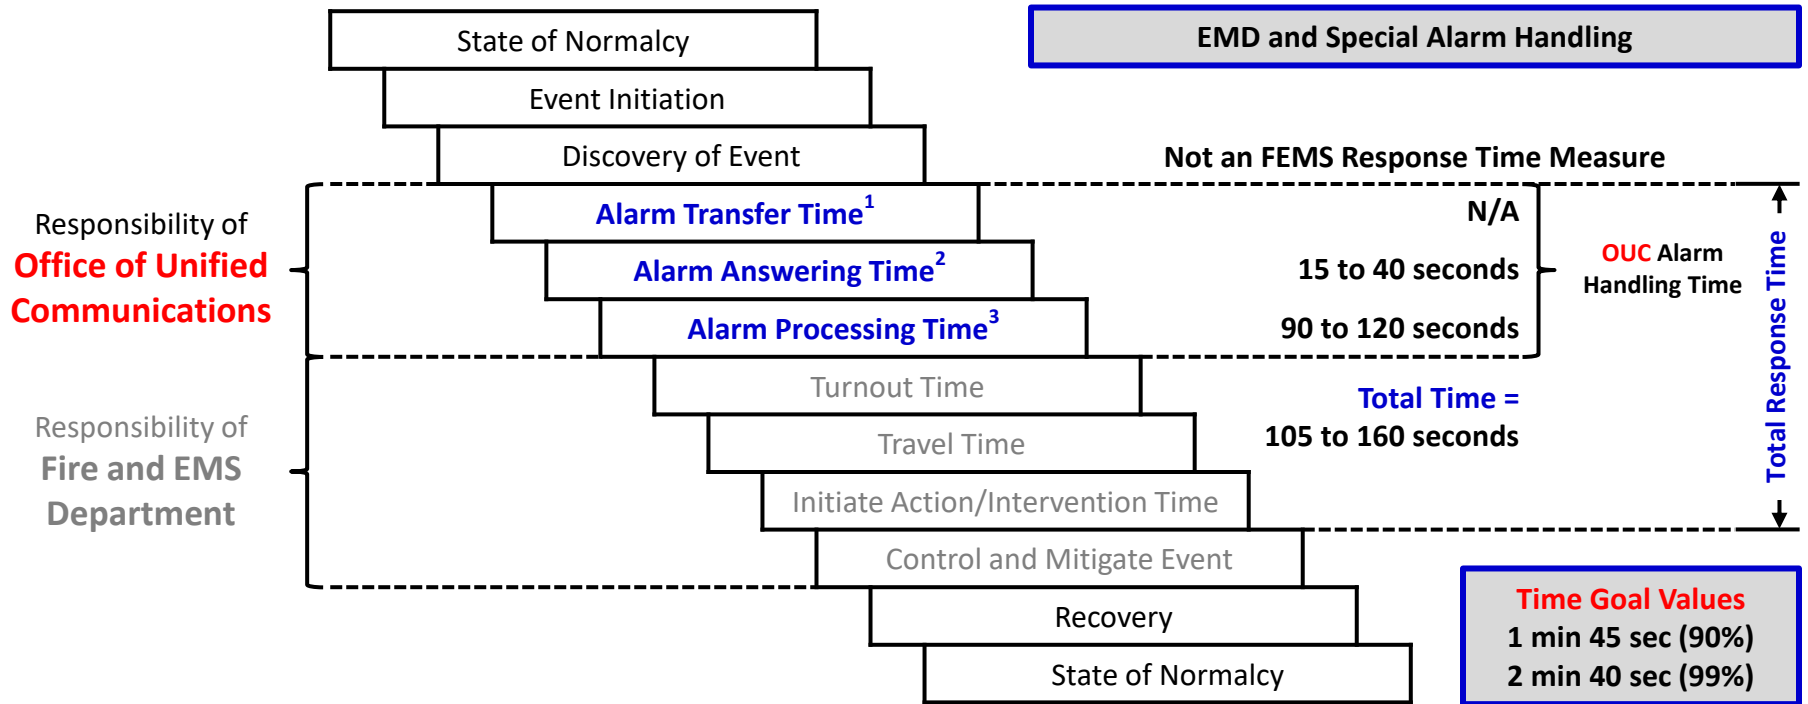 State of Normalcy
EMD and Special Alarm Handling
Event Initiation
Discovery of Event
Not an FEMS Response Time Measure
Responsibility of
Office of Unified
Communications
Alarm Transfer Time1
N/A
Alarm Answering Time2
15 to 40 seconds
Alarm Processing Time3
90 to 120 seconds
OUC Alarm
Handling Time
Total Response Time
Responsibility of
Fire and EMS
Department
Turnout Time
Total Time =
105 to 160 seconds
Travel Time
Initiate Action/Intervention Time
Control and Mitigate Event
Recovery
State of Normalcy
Time Goal Values
1 min 45 sec (90%)
2 min 40 sec (99%)